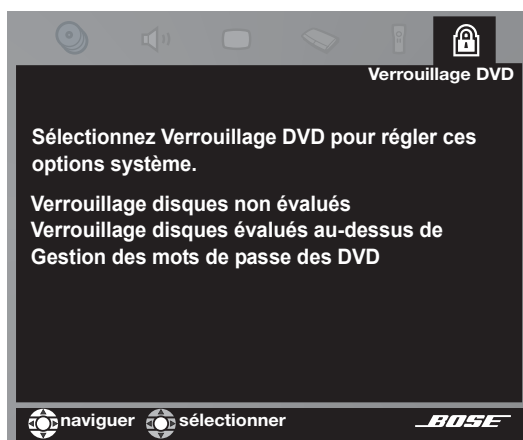 Verrouillage DVD
Sélectionnez Verrouillage DVD pour régler ces
options système.
Verrouillage disques non évalués
Verrouillage disques évalués au-dessus de
Gestion des mots de passe des DVD
naviguer sélectionner BOSE